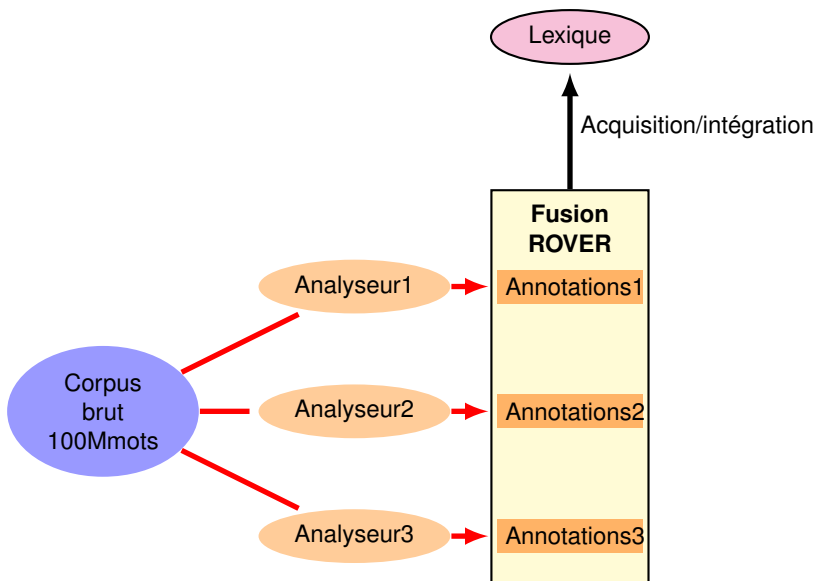 Lexique
Acquisition/intégration
Fusion
ROVER
Analyseur1
Annotations1
Corpus
brut
100Mmots
Analyseur2
Annotations2
Analyseur3
Annotations3